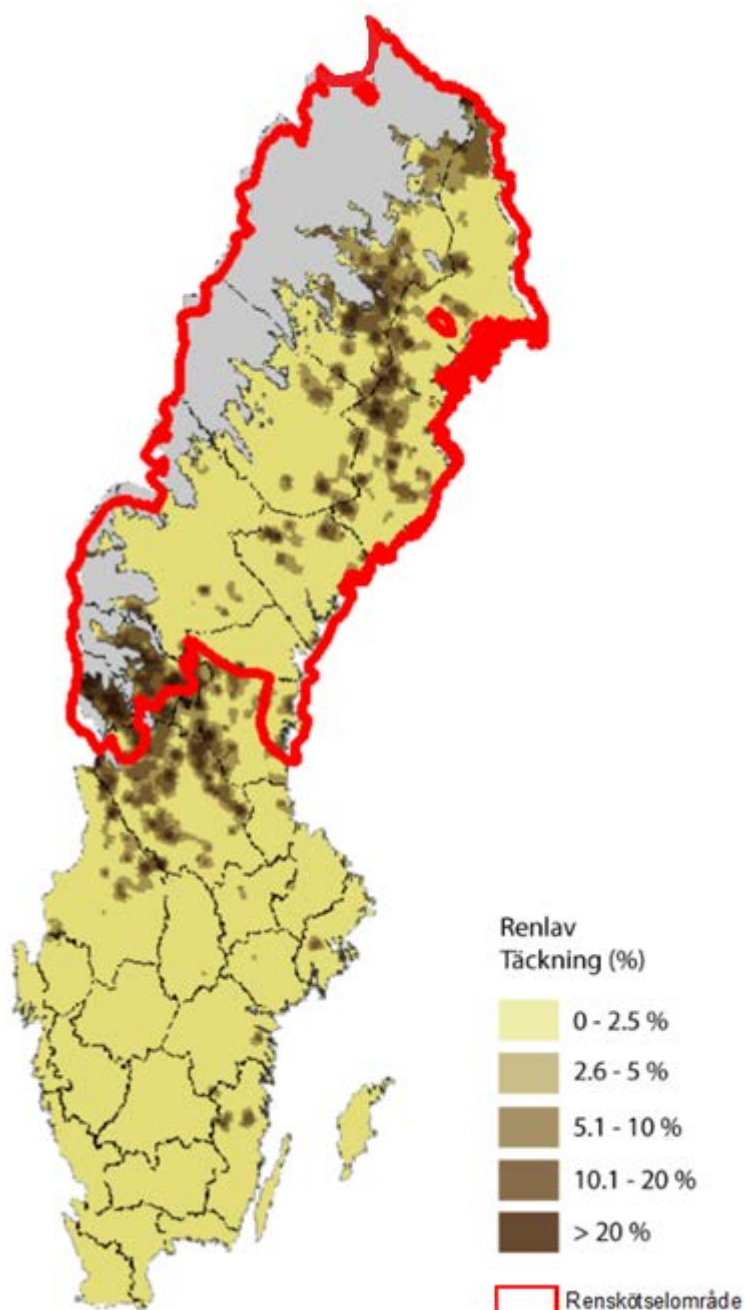 Renlav
Täckning (%)
0 - 2.5 %
2.6 - 5 %
5.1 - 10 %
10.1 - 20 %
> 20 %
Renskötselområde